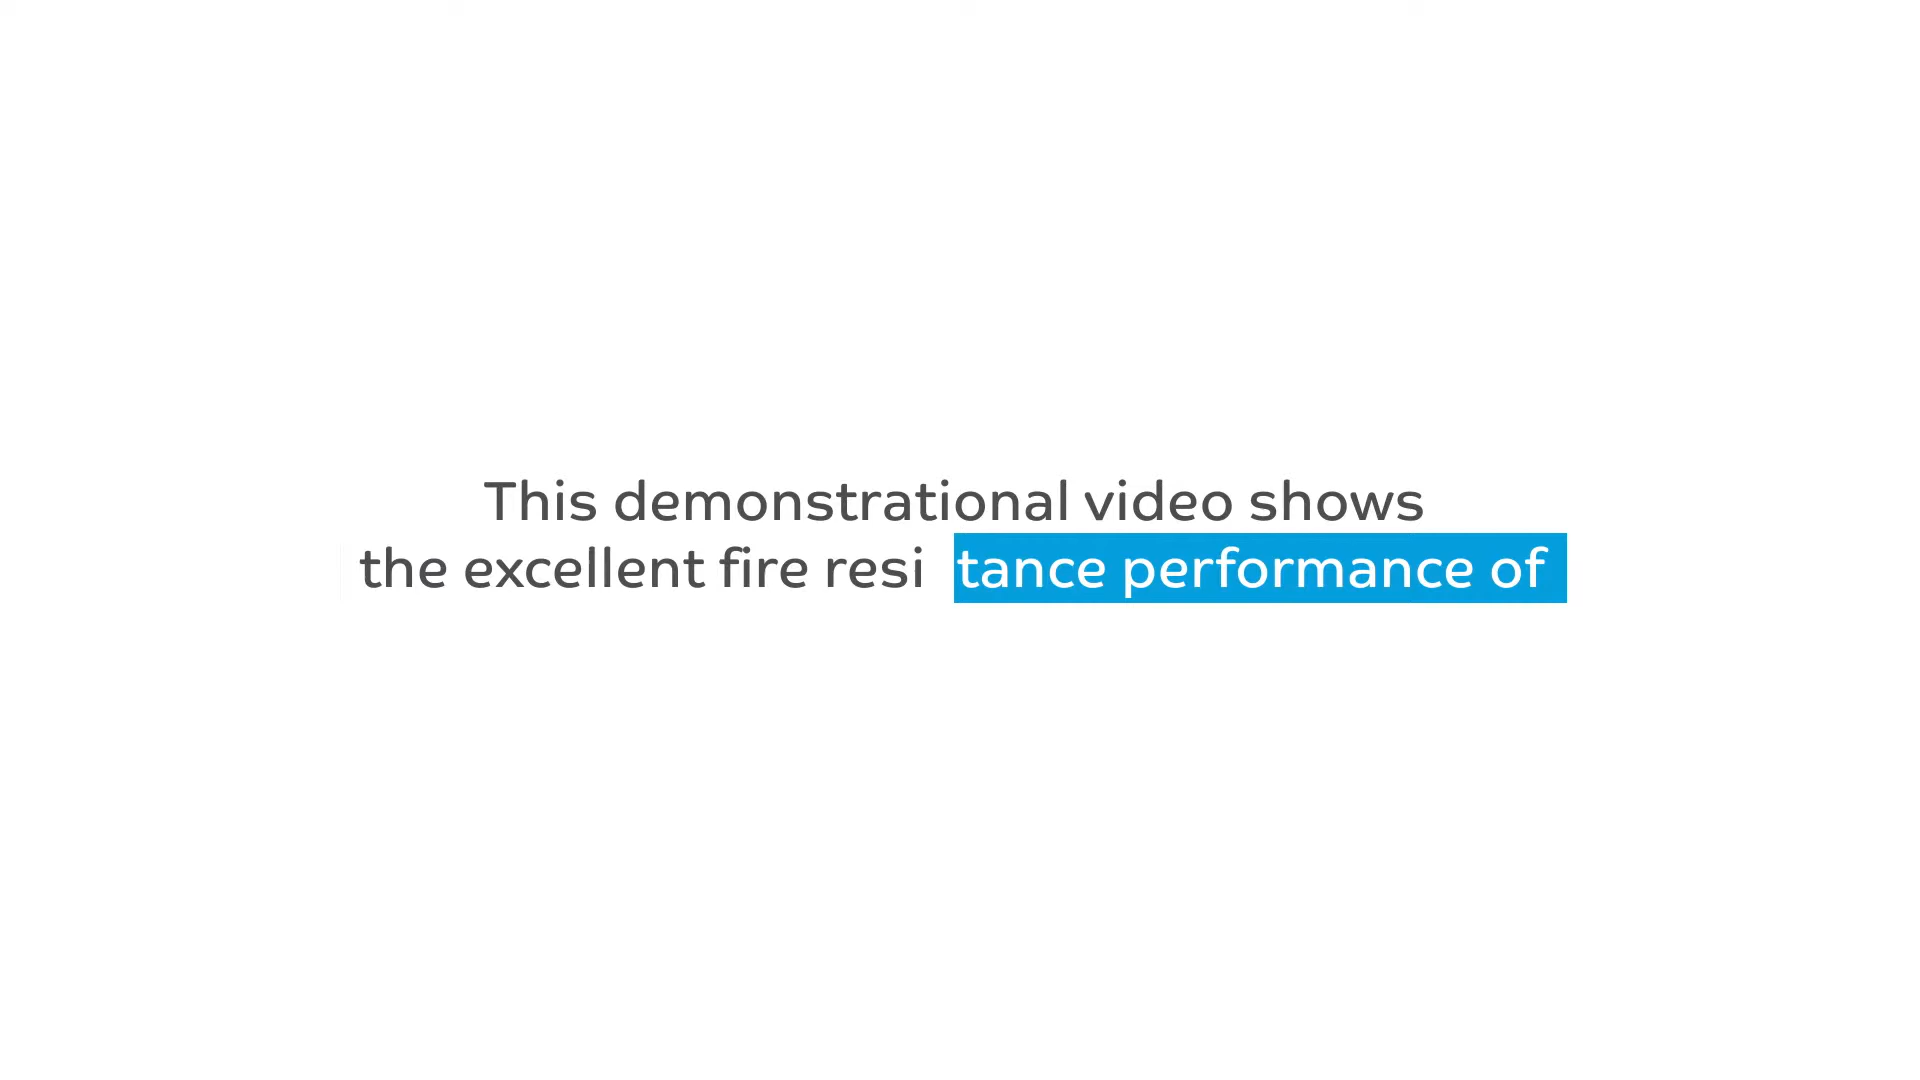 This demonstrational video shows
the excellent fire resi tance performance of